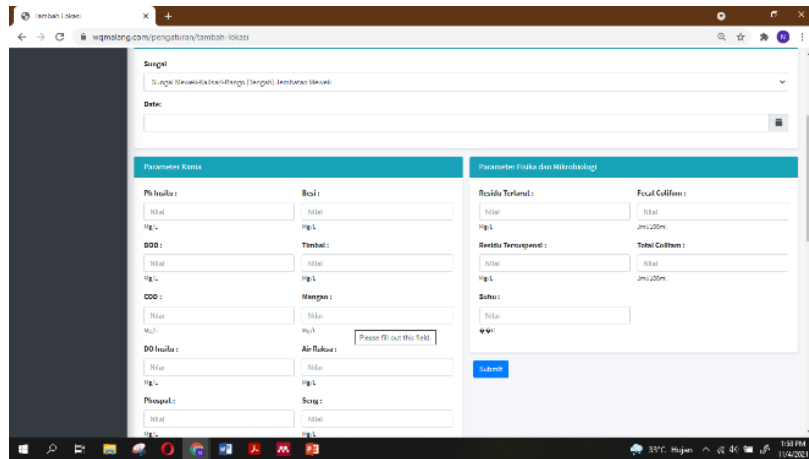 Tambah Lokasi
wqmalang.com/pengaturan/tambah-lokasi
N
Sungai
Sungai Mewek-Kalisari-Bango (Tengah) Jembatan Mewek
Date:
Parameter Kimia
Ph Insitu :
Nilai
Mg/L
Besi :
Nilai
Mg/L
BOD :
Nilai
Mg/L
Timbal :
Nilai
Mg/L
COD :
Nilai
Mg/L
Mangan :
Nilai
Mg/L
Please fill out this field.
DO Insitu :
Nilai
Mg/L
Air Raksa :
Nilai
Mg/L
Phospat :
Nilai
Mg/L
Seng :
Nilai
Mg/L
Parameter Fisika dan Mikrobiologi
Residu Terlarut :
Nilai
Mg/L
Fecal Coliform :
Nilai
Jml/100ml
Residu Tersuspensi :
Nilai
Mg/L
Total Coliform :
Nilai
Jml/100ml
Suhu :
Nilai
��C
Submit
33°C Hujan
1:58 PM